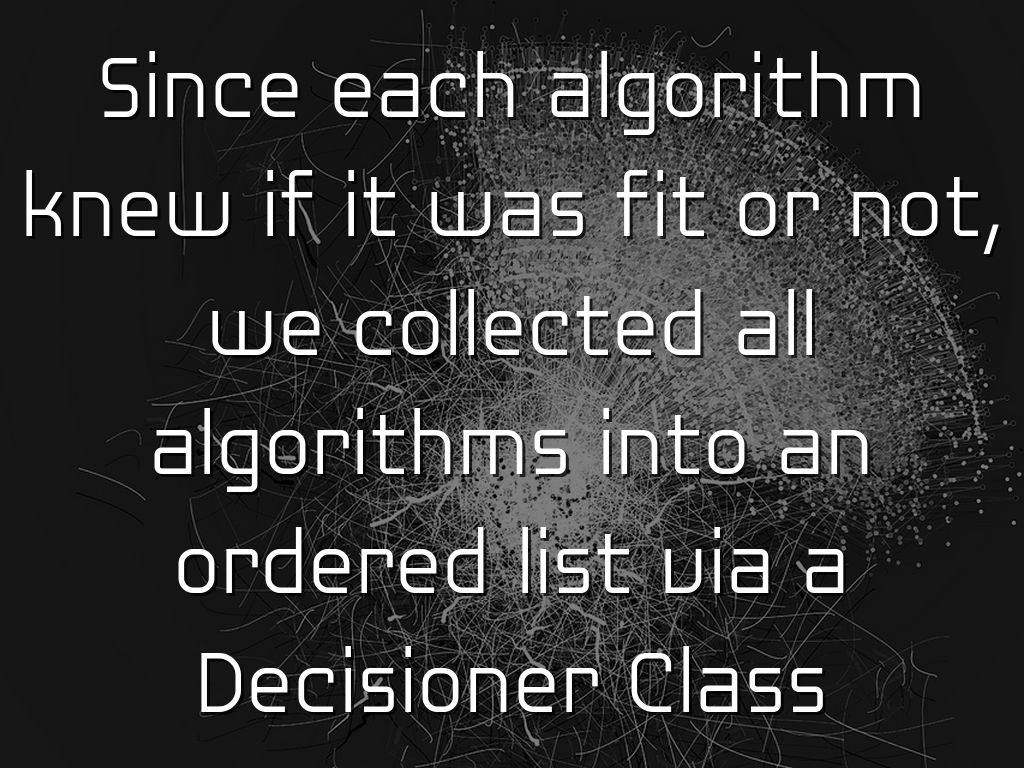 Since each algorithm
knew if it was fit or not,
we collected all
algorithms into an
ordered list via a
Decisioner Class